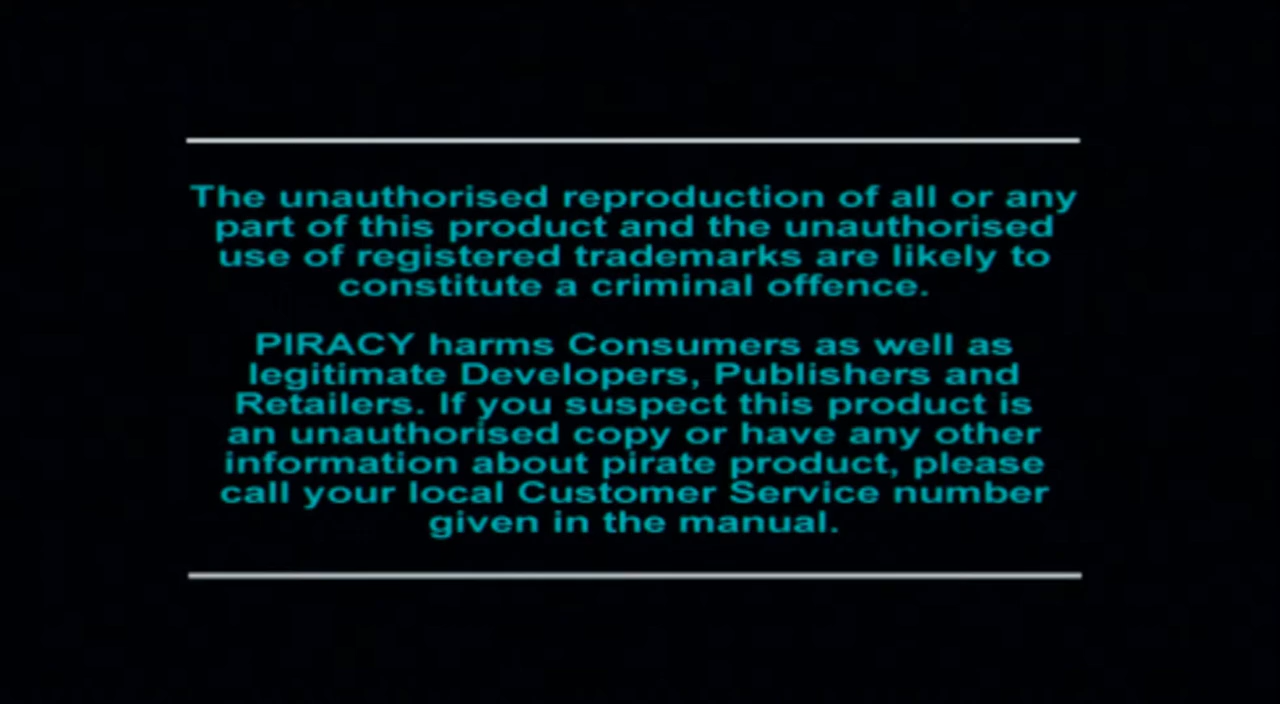 The unauthorised reproduction of all or any
part of this product and the unauthorised
use of registered trademarks are likely to
constitute a criminal offence.
PIRACY harms Consumers as well as
legitimate Developers, Publishers and
Retailers. If you suspect this product is
an unauthorised copy or have any other
information about pirate product, please
call your local Customer Service number
given in the manual.